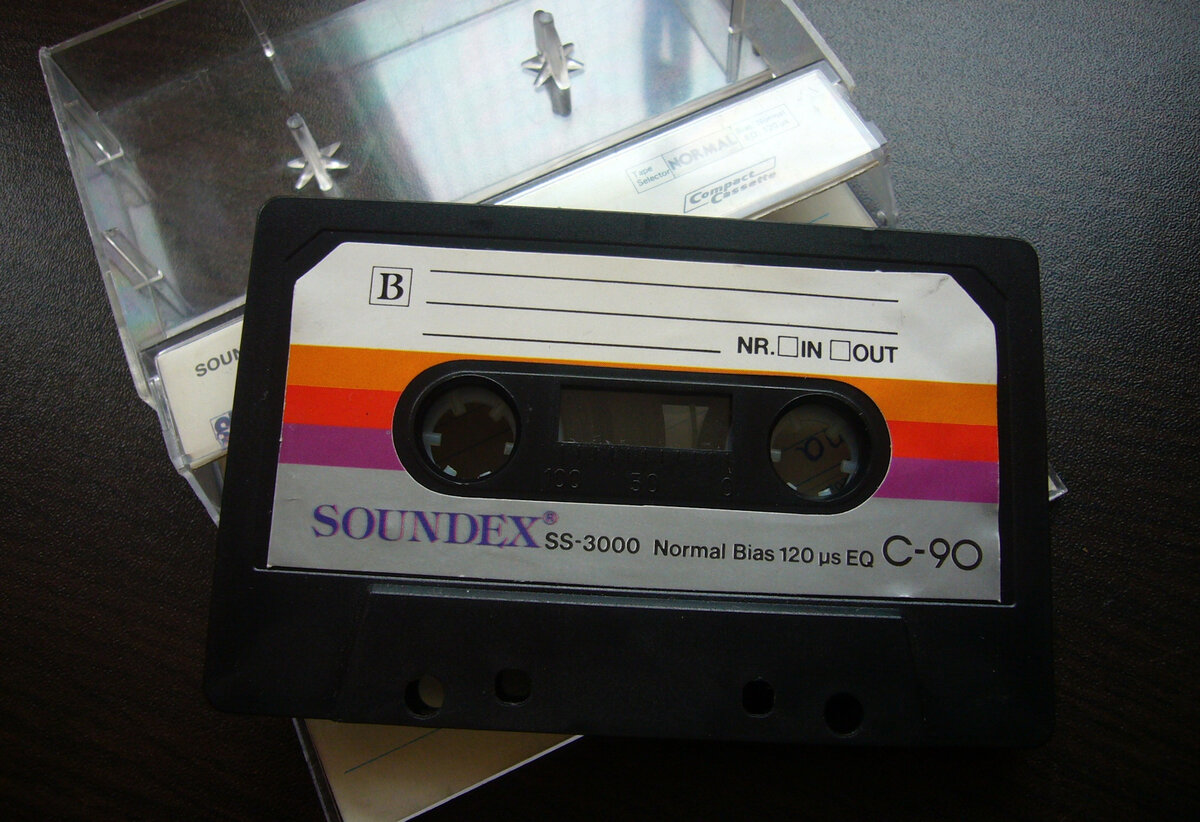 Tape
Selector
NORMAL
Compact
Cassette
SOUN
B
NR. IN OUT
100 50 0
SOUNDEX® SS-3000 Normal Bias 120 µs EQ C-90